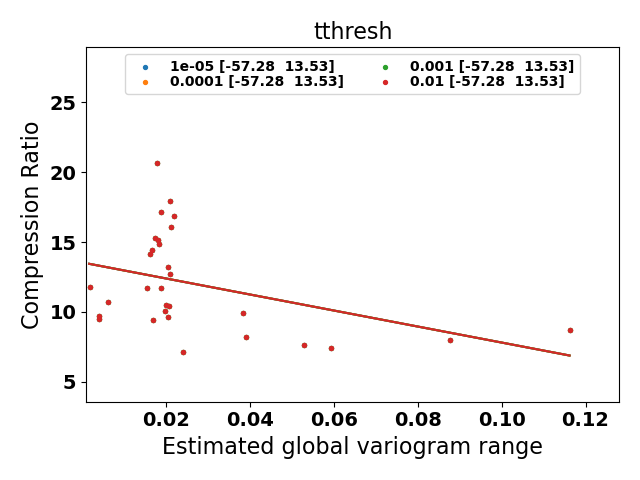 tthresh
1e-05 [-57.28  13.53]
0.0001 [-57.28  13.53]
0.001 [-57.28  13.53]
0.01 [-57.28  13.53]
Compression Ratio
25
20
15
10
5
0.02 0.04 0.06 0.08 0.10 0.12
Estimated global variogram range